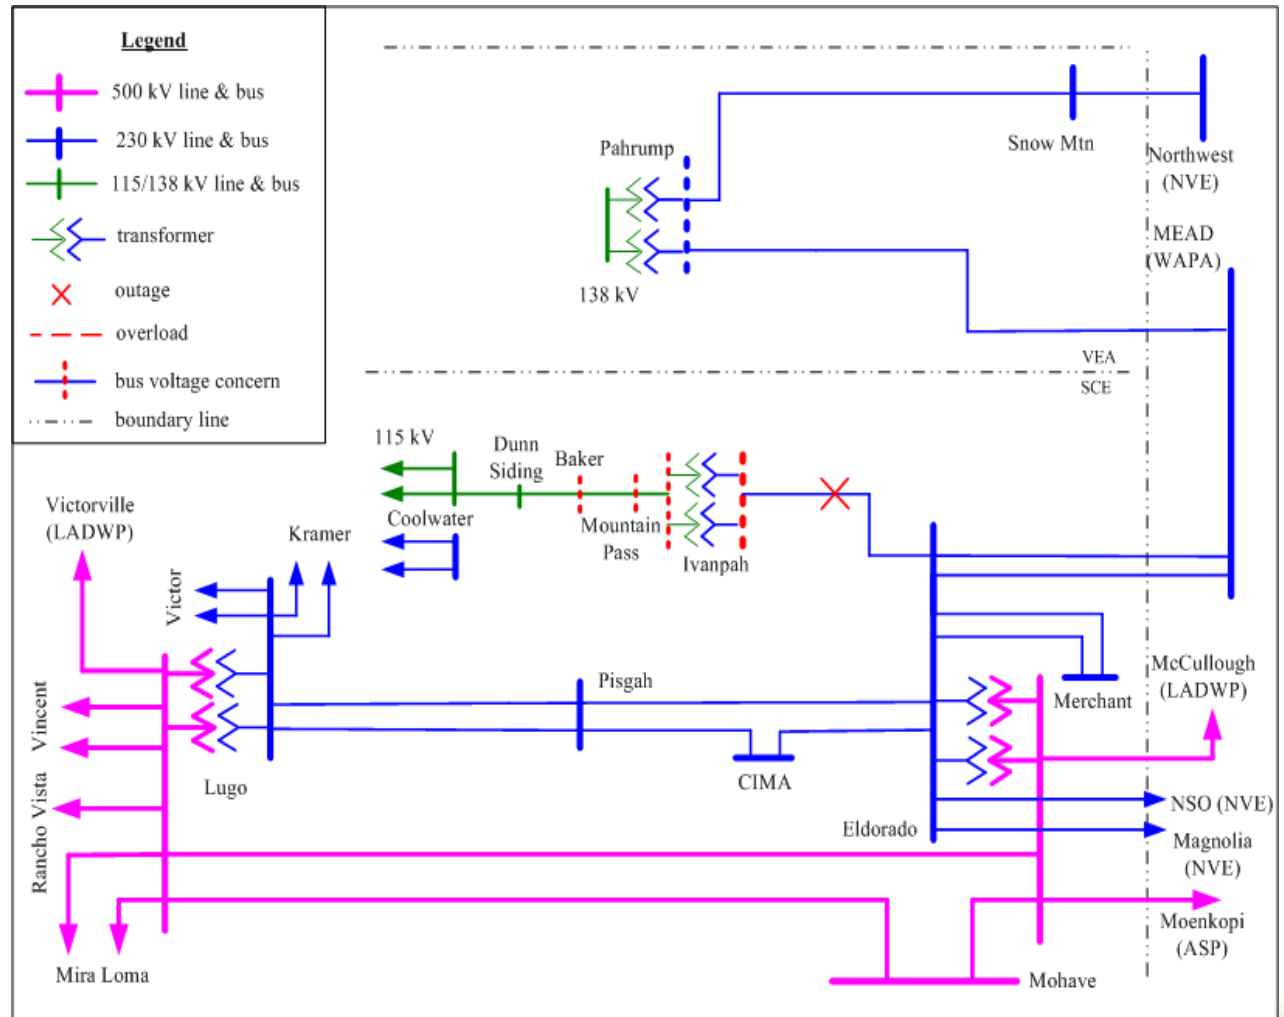 Legend
500 kV line & bus
230 kV line & bus
115/138 kV line & bus
transformer
outage
overload
bus voltage concern
boundary line
Pahrump
138 kV
Snow Mtn
Northwest
(NVE)
MEAD
(WAPA)
VEA
SCE
115 kV
Dunn
Siding
Baker
Coolwater
Mountain
Pass
Ivanpah
Victorville
(LADWP)
Kramer
Victor
Vincent
Rancho Vista
Lugo
Pisgah
CIMA
Merchant
McCullough
(LADWP)
Eldorado
NSO (NVE)
Magnolia
(NVE)
Moenkopi
(ASP)
Mira Loma
Mohave